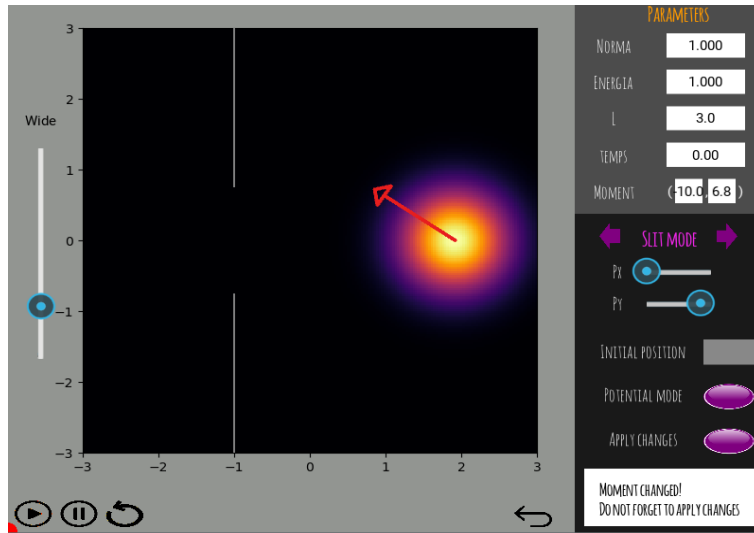 PARAMETERS
NORMA 1.000
ENERGIA 1.000
L 3.0
TEMPS 0.00
MOMENT (-10.0, 6.8 )
SLIT MODE
PX
PY
INITIAL POSITION
POTENTIAL MODE
APPLY CHANGES
MOMENT CHANGED!
DO NOT FORGET TO APPLY CHANGES
Wide
3
2
1
0
−1
−2
−3
−3 −2 −1 0 1 2 3